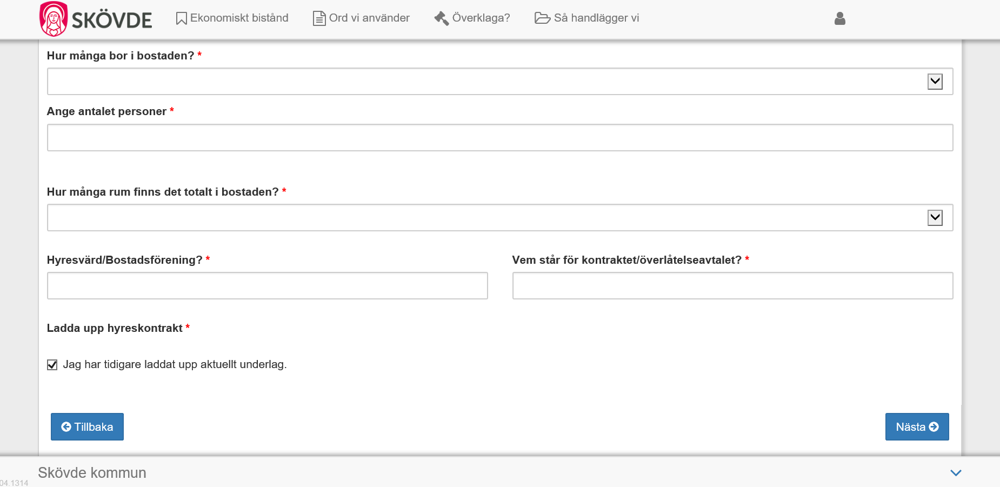 SKÖVDE
Ekonomiskt bistånd
Ord vi använder
Överklaga?
Så handlägger vi
Hur många bor i bostaden? *
Ange antalet personer *
Hur många rum finns det totalt i bostaden? *
Hyresvärd/Bostadsförening? *
Vem står för kontraktet/överlåtelseavtalet? *
Ladda upp hyreskontrakt *
Jag har tidigare laddat upp aktuellt underlag.
Tillbaka
Nästa
Skövde kommun
04.1314